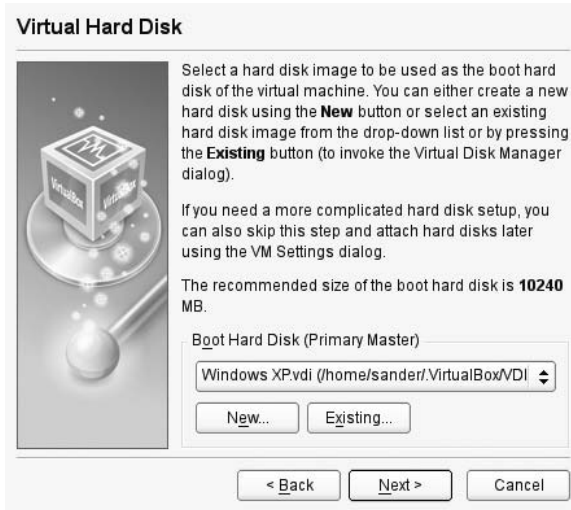 Virtual Hard Disk
Select a hard disk image to be used as the boot hard
disk of the virtual machine. You can either create a new
hard disk using the New button or select an existing
hard disk image from the drop-down list or by pressing
the Existing button (to invoke the Virtual Disk Manager
dialog).
If you need a more complicated hard disk setup, you
can also skip this step and attach hard disks later
using the VM Settings dialog.
The recommended size of the boot hard disk is 10240
MB.
VirtualBox
Boot Hard Disk (Primary Master)
Windows XP.vdi (/home/sander/.VirtualBox/VDI
New...
Existing...
< Back
Next >
Cancel